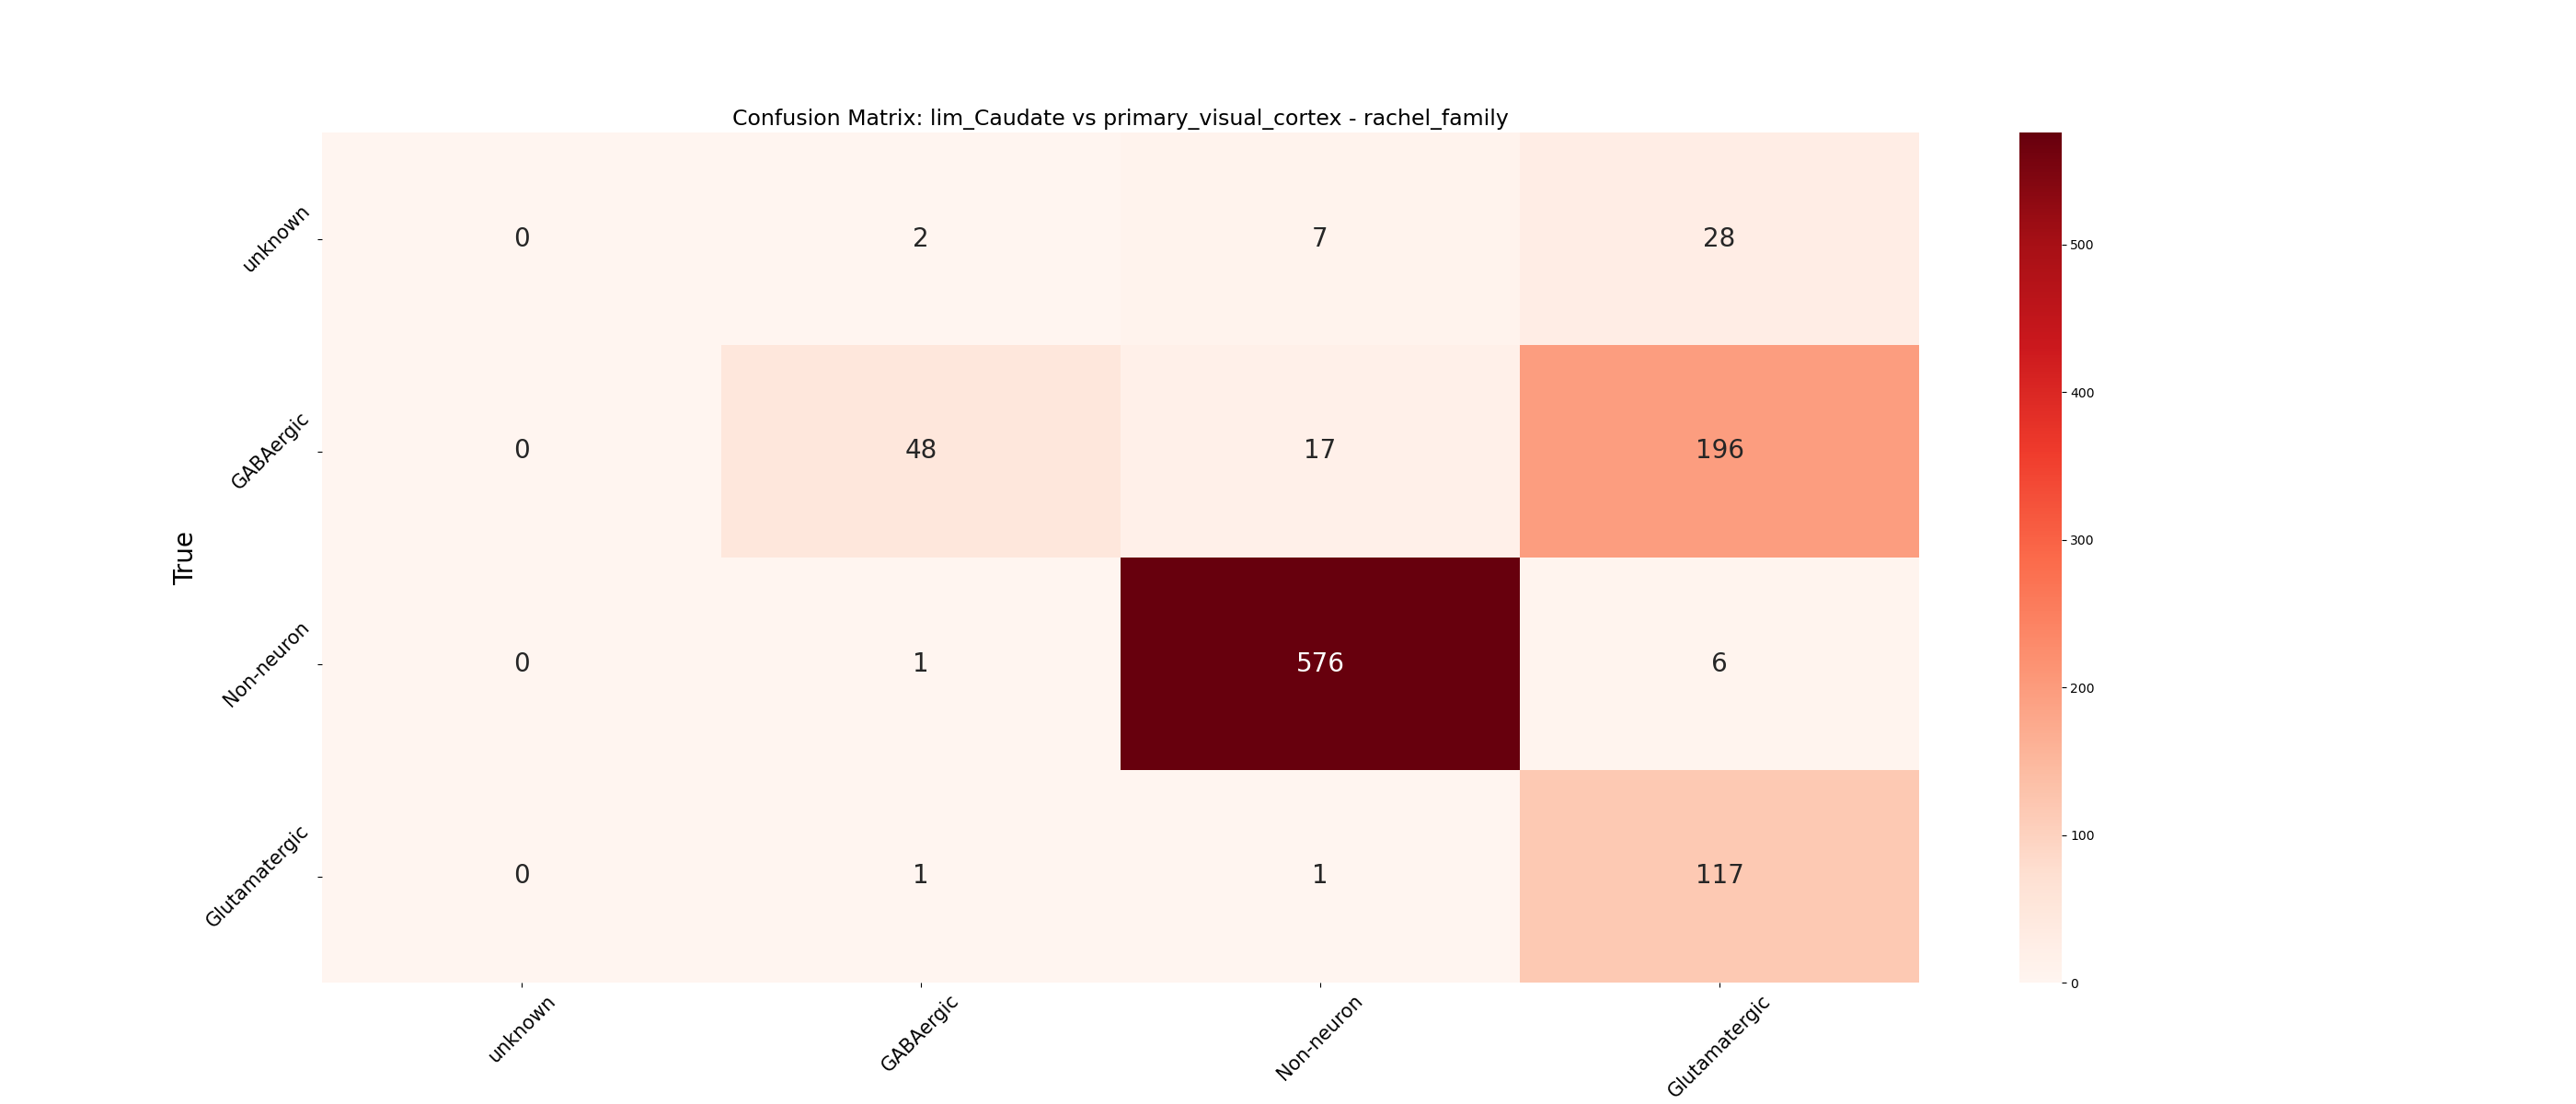 Confusion Matrix: lim_Caudate vs primary_visual_cortex - rachel_family
unknown 0 2 7 28
GABAergic 0 48 17 196
Non-neuron 0 1 576 6
Glutamatergic 0 1 1 117
True
unknown GABAergic Non-neuron Glutamatergic
500
400
300
200
100
0